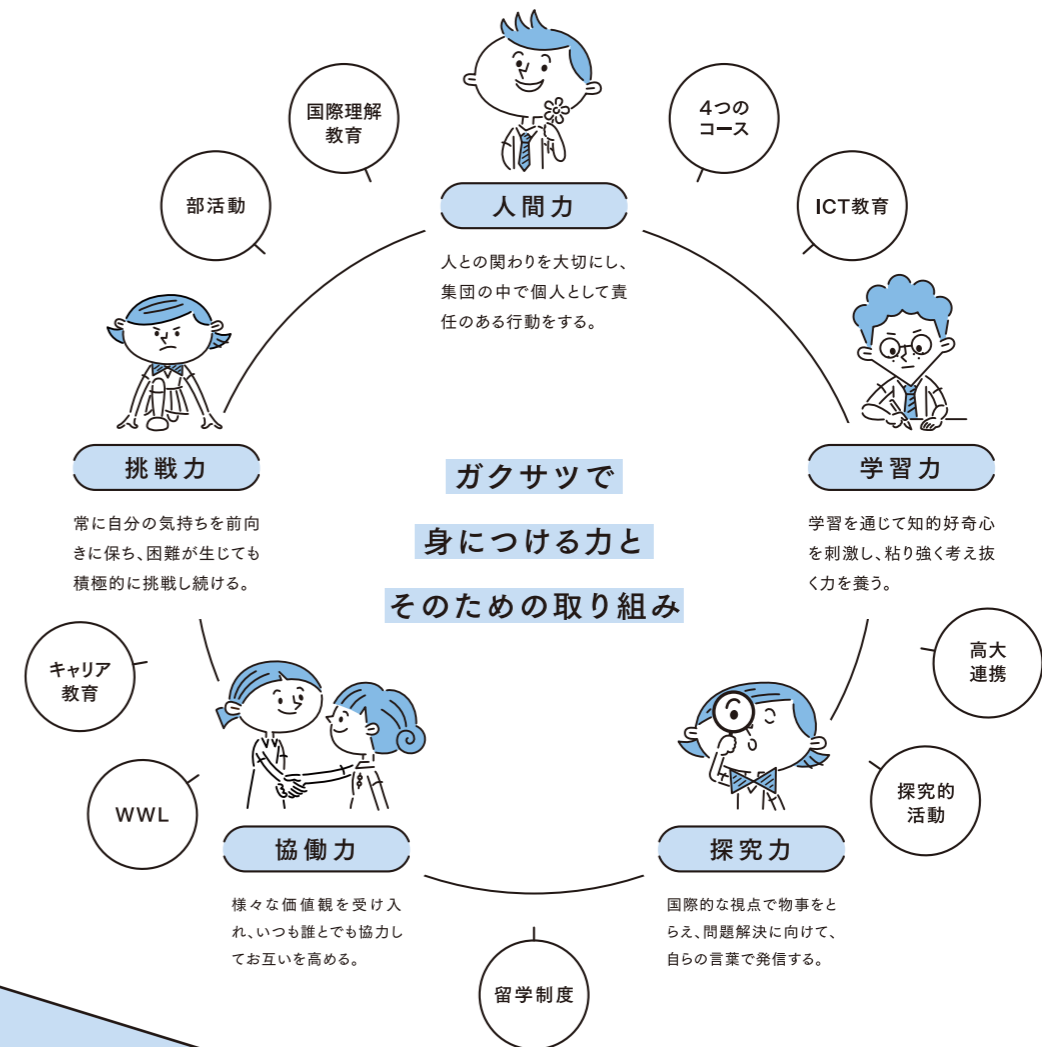 ガクサツで
身につける力と
そのための取り組み
人間力
人との関わりを大切にし、
集団の中で個人として責
任のある行動をする。
4つの
コース
ICT教育
学習力
学習を通じて知的好奇心
を刺激し、粘り強く考え抜
く力を養う。
高大
連携
探究的
活動
探究力
国際的な視点で物事をと
らえ、問題解決に向けて、
自らの言葉で発信する。
留学制度
協働力
様々な価値観を受け入
れ、いつも誰とでも協力し
てお互いを高める。
WWL
キャリア
教育
挑戦力
常に自分の気持ちを前向
きに保ち、困難が生じても
積極的に挑戦し続ける。
部活動
国際理解
教育